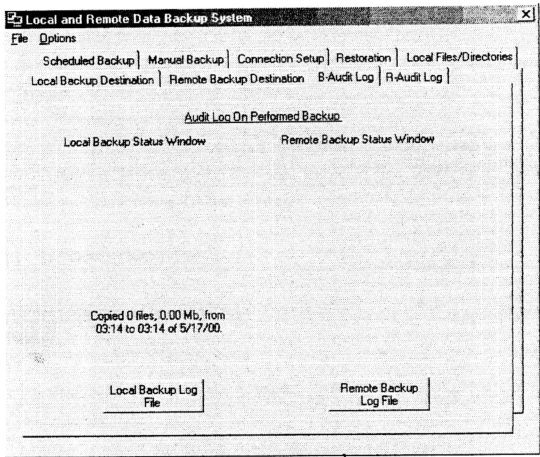 Local and Remote Data Backup System
File Options
Scheduled Backup Manual Backup Connection Setup Restoration Local Files/Directories
Local Backup Destination Remote Backup Destination B-Audit Log R-Audit Log
Audit Log On Performed Backup
Local Backup Status Window Remote Backup Status Window
Copied 0 files, 0.00 Mb, from
03:14 to 03:14 of 5/17/00.
Local Backup Log
File
Remote Backup
Log File